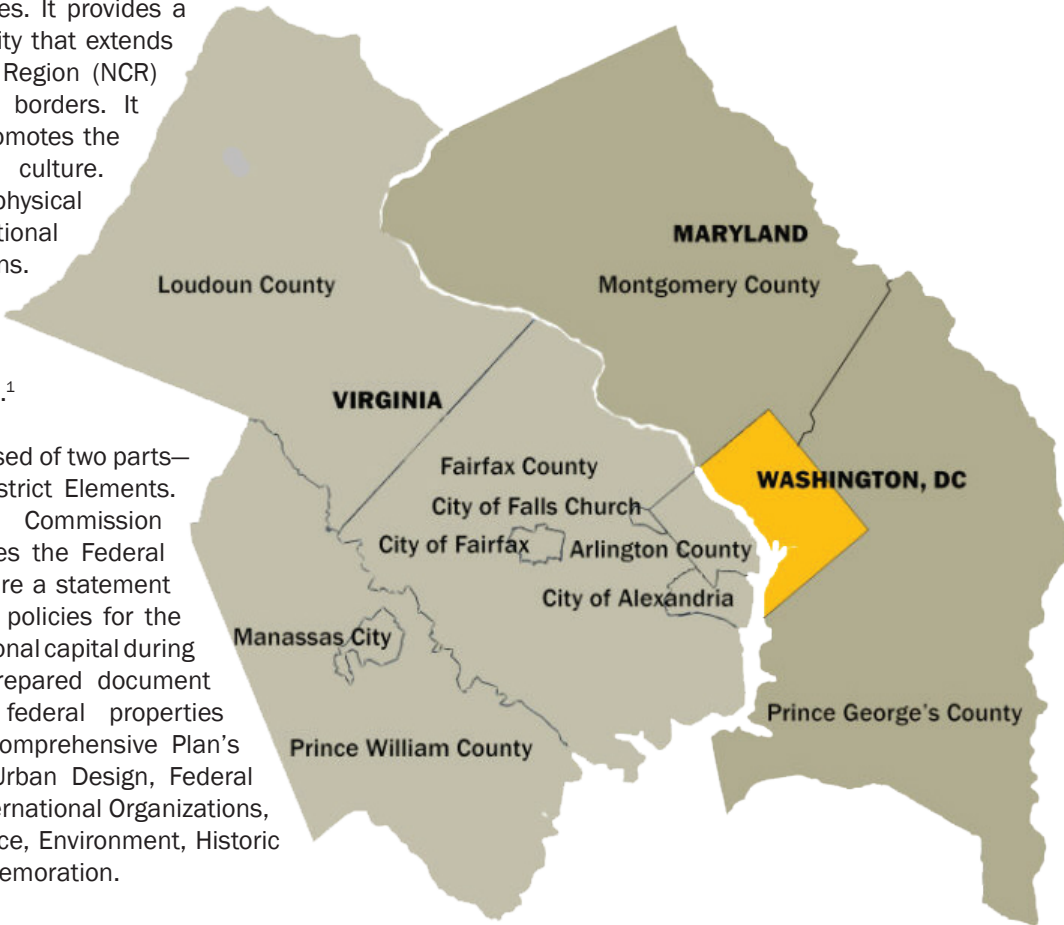 es. It provides a
ity that extends
Region (NCR)
borders. It
omotes the
culture.
physical
tional
ns.
.¹
sed of two parts—
strict Elements.
Commission
es the Federal
re a statement
policies for the
onal capital during
repared document
federal properties
omprehensive Plan's
Urban Design, Federal
ernational Organizations,
ce, Environment, Historic
emoration.
MARYLAND
Montgomery County
Loudoun County
VIRGINIA
Fairfax County
WASHINGTON, DC
City of Falls Church
City of Fairfax
Arlington County
City of Alexandria
Manassas City
Prince George's County
Prince William County